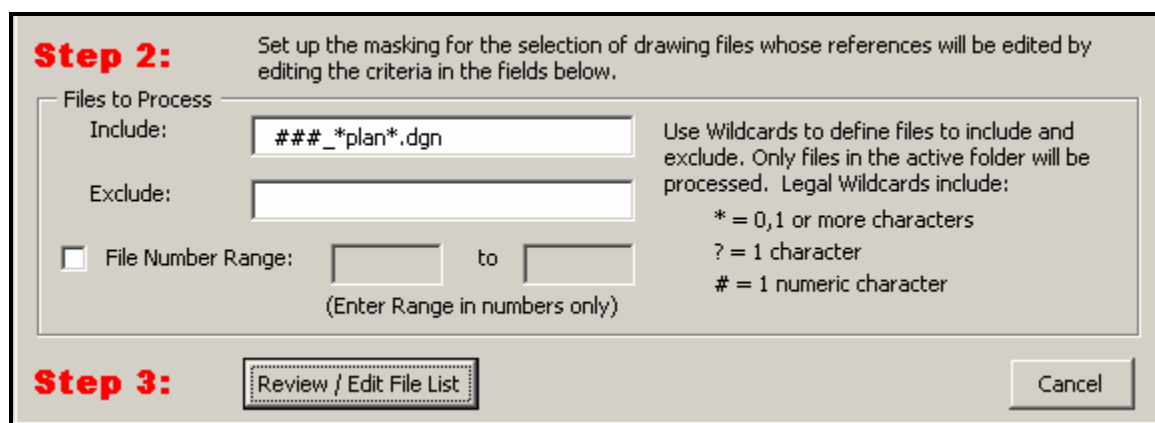 Step 2:
Set up the masking for the selection of drawing files whose references will be edited by
editing the criteria in the fields below.
Files to Process
Include:
###_*plan*.dgn
Exclude:
File Number Range:
to
(Enter Range in numbers only)
Use Wildcards to define files to include and
exclude. Only files in the active folder will be
processed.  Legal Wildcards include:
* = 0,1 or more characters
? = 1 character
# = 1 numeric character
Step 3:
Review / Edit File List
Cancel